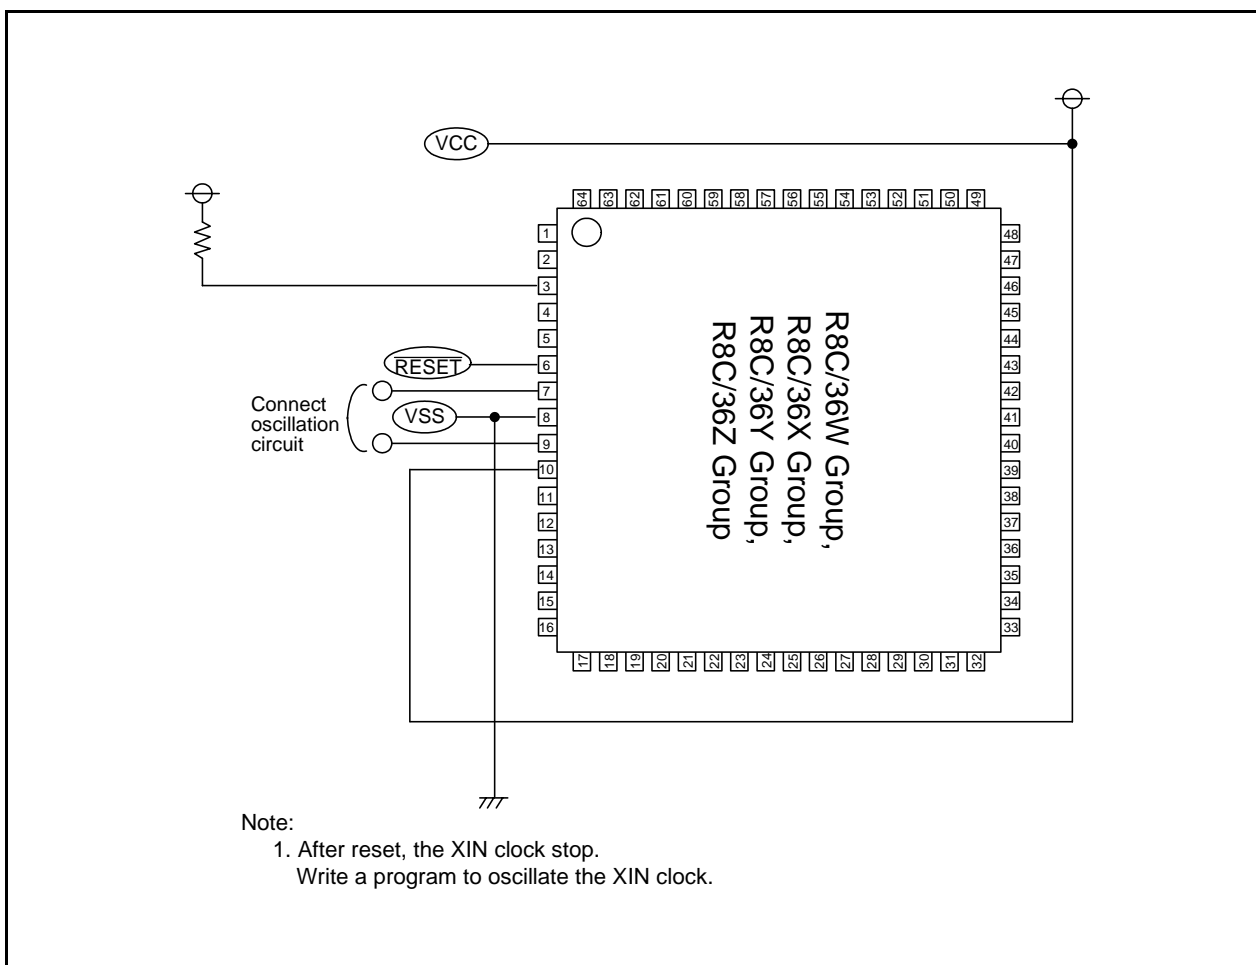 VCC
64 63 62 61 60 59 58 57 56 55 54 53 52 51 50 49
1
2
3
4
5
6
7
8
9
10
11
12
13
14
15
16
RESET
Connect
oscillation
circuit
VSS
R8C/36W Group,
R8C/36X Group,
R8C/36Y Group,
R8C/36Z Group
48
47
46
45
44
43
42
41
40
39
38
37
36
35
34
33
17 18 19 20 21 22 23 24 25 26 27 28 29 30 31 32
Note:
1. After reset, the XIN clock stop.
Write a program to oscillate the XIN clock.